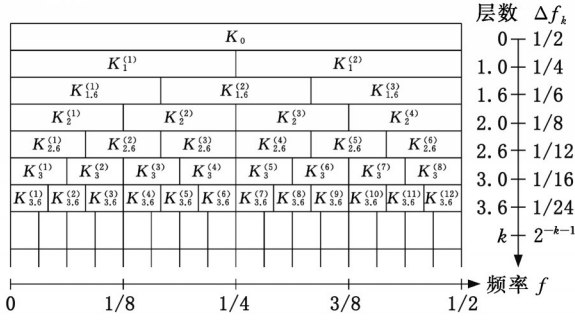 层数 Δf_k
K_0 0 1/2
K_1^(1) K_1^(2) 1.0 1/4
K_1.6^(1) K_1.6^(2) K_1.6^(3) 1.6 1/6
K_2^(1) K_2^(2) K_2^(3) K_2^(4) 2.0 1/8
K_2.6^(1) K_2.6^(2) K_2.6^(3) K_2.6^(4) K_2.6^(5) K_2.6^(6) 2.6 1/12
K_3^(1) K_3^(2) K_3^(3) K_3^(4) K_3^(5) K_3^(6) K_3^(7) K_3^(8) 3.0 1/16
K_3.6^(1) K_3.6^(2) K_3.6^(3) K_3.6^(4) K_3.6^(5) K_3.6^(6) K_3.6^(7) K_3.6^(8) K_3.6^(9) K_3.6^(10) K_3.6^(11) K_3.6^(12) 3.6 1/24
k 2^(-k-1)
频率 f
0 1/8 1/4 3/8 1/2